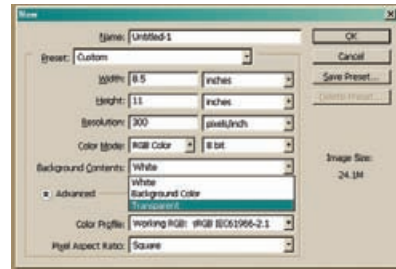 New
Name: Untitled-1 OK
Preset: Custom Cancel
Width: 8.5 inches Save Preset...
Delete Preset...
Height: 11 inches
Resolution: 300 pixels/inch
Color Mode: RGB Color 8 bit
Image Size:
Background Contents: White 24.1M
White
Background Color
Advanced
Transparent
Color Profile: Working RGB: sRGB IEC61966-2.1
Pixel Aspect Ratio: Square